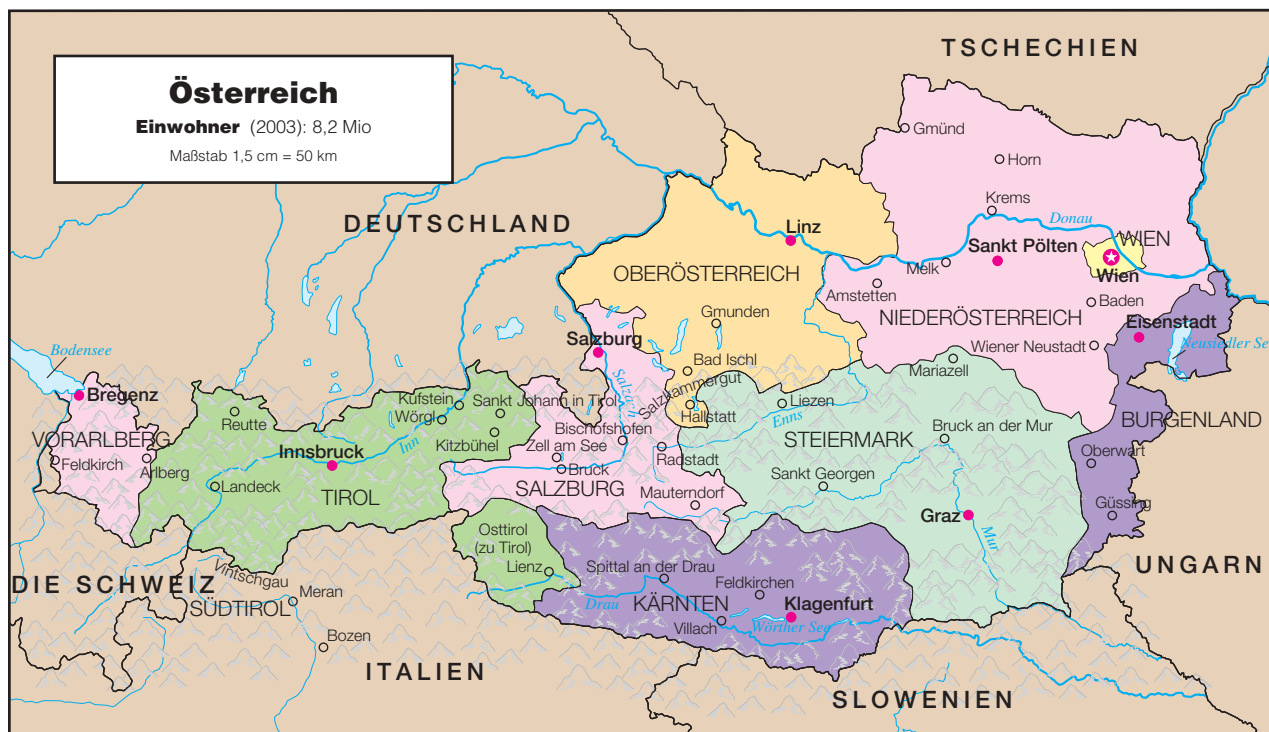 Österreich
Einwohner (2003): 8,2 Mio
Maßstab 1,5 cm = 50 km
TSCHECHIEN
Gmünd
Horn
Krems
Donau
DEUTSCHLAND
Linz
Sankt Pölten
WIEN
Wien
Melk
OBERÖSTERREICH
Amstetten
Baden
NIEDERÖSTERREICH
Eisenstadt
Gmunden
Salzburg
Wiener Neustadt
Neusiedler Se
Bodensee
Bad Ischl
Mariazell
Salzach
Salzkammergut
Bregenz
Kufstein
Sankt Johann in Tirol
Wörgl
Hallstatt
Liezen
Enns
Reutte
VORARLBERG
Inn
Kitzbühel
Bischofshofen
Zell am See
STEIERMARK
Bruck an der Mur
BURGENLAND
Feldkirch
Arlberg
Innsbruck
Bruck
Radstadt
Oberwart
Sankt Georgen
Landeck
TIROL
SALZBURG
Mauterndorf
Güssing
Graz
Mur
Osttirol
(zu Tirol)
Lienz
Spittal an der Drau
Feldkirchen
UNGARN
DIE SCHWEIZ
Vintschgau
Meran
SÜDTIROL
Drau
KÄRNTEN
Klagenfurt
Villach
Wörther See
Bozen
ITALIEN
SLOWENIEN